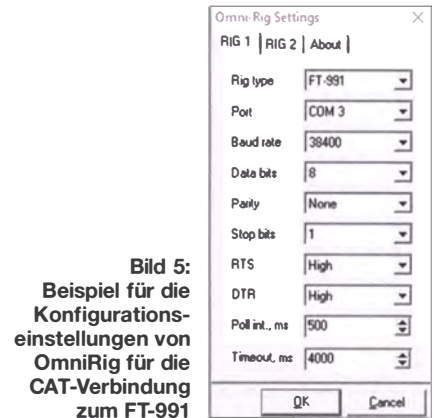 Omni-Rig Settings
RIG 1 RIG 2 About
Rig type FT-991
Port COM 3
Baud rate 38400
Data bits 8
Parity None
Stop bits 1
RTS High
DTR High
Poll int., ms 500
Timeout, ms 4000
OK Cancel
Bild 5:
Beispiel für die
Konfigurations-
einstellungen von
OmniRig für die
CAT-Verbindung
zum FT-991